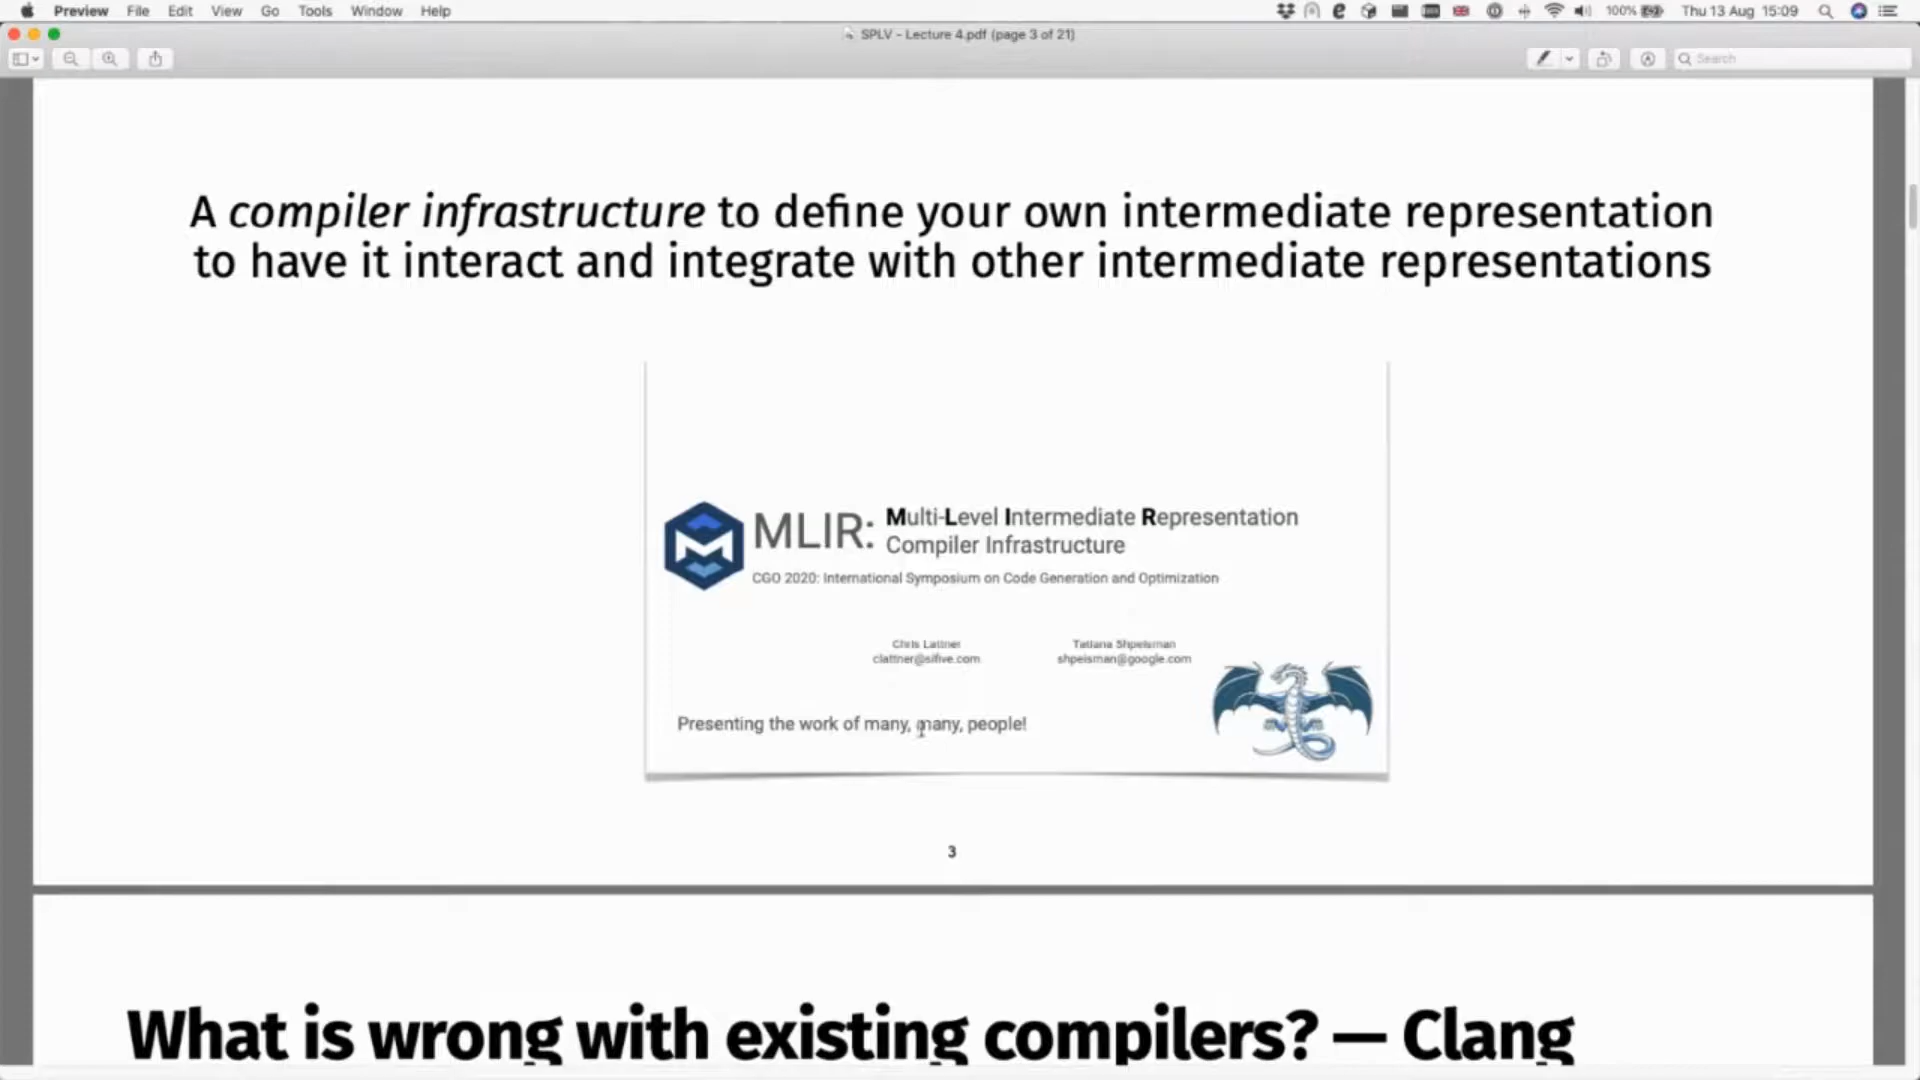 Preview File Edit View Go Tools Window Help
100% Thu 13 Aug 15:09
SPLV - Lecture 4.pdf (page 3 of 21)
Search
A compiler infrastructure to define your own intermediate representation
to have it interact and integrate with other intermediate representations
MLIR: Multi-Level Intermediate Representation
Compiler Infrastructure
CGO 2020: International Symposium on Code Generation and Optimization
Chris Lattner Tatiana Shpeisman
clattner@sifive.com shpeisman@google.com
Presenting the work of many, many, people!
3
What is wrong with existing compilers? — Clang